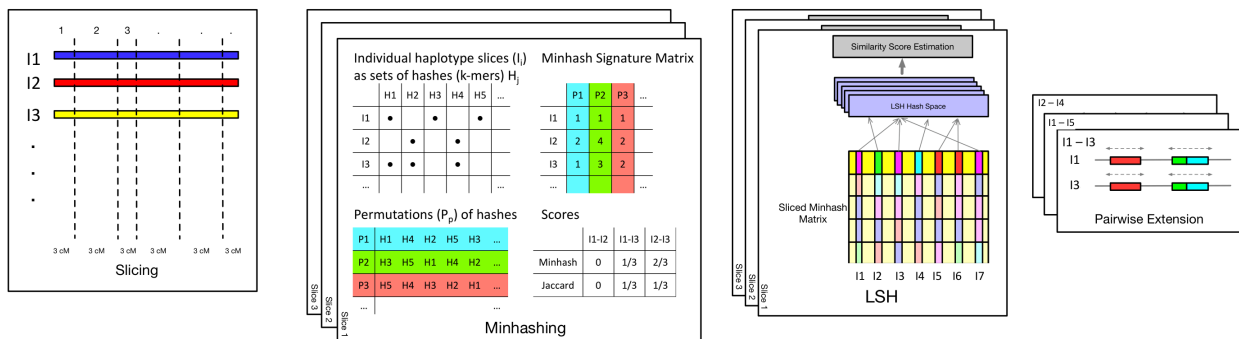 1 2 3 . . .
I1
I2
I3
.
.
.
3 cM 3 cM 3 cM 3 cM 3 cM 3 cM
Slicing
Slice 3
Slice 2
Slice 1
Individual haplotype slices (Ii)
as sets of hashes (k-mers) Hj
H1 H2 H3 H4 H5 ...
I1
I2
I3
...
Minhash Signature Matrix
P1 P2 P3 ...
I1 1 1 1
I2 2 4 2
I3 1 3 2
...
Permutations (Pp) of hashes
P1 H1 H4 H2 H5 H3 ...
P2 H3 H5 H1 H4 H2 ...
P3 H5 H4 H3 H2 H1 ...
...
Scores
I1-I2 I1-I3 I2-I3
Minhash 0 1/3 2/3
Jaccard 0 1/3 1/3
Minhashing
Slice 3
Slice 2
Slice 1
Similarity Score Estimation
LSH Hash Space
Sliced Minhash
Matrix
I1 I2 I3 I4 I5 I6 I7
LSH
I2 – I4
I1 – I5
I1 – I3
I1
I3
Pairwise Extension